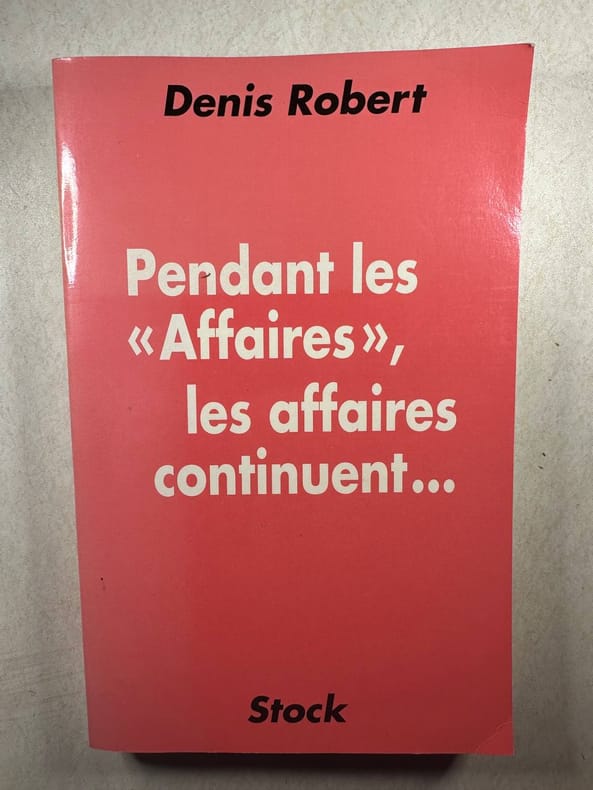 Denis Robert
Pendant les
«Affaires»,
les affaires
continuent...
Stock